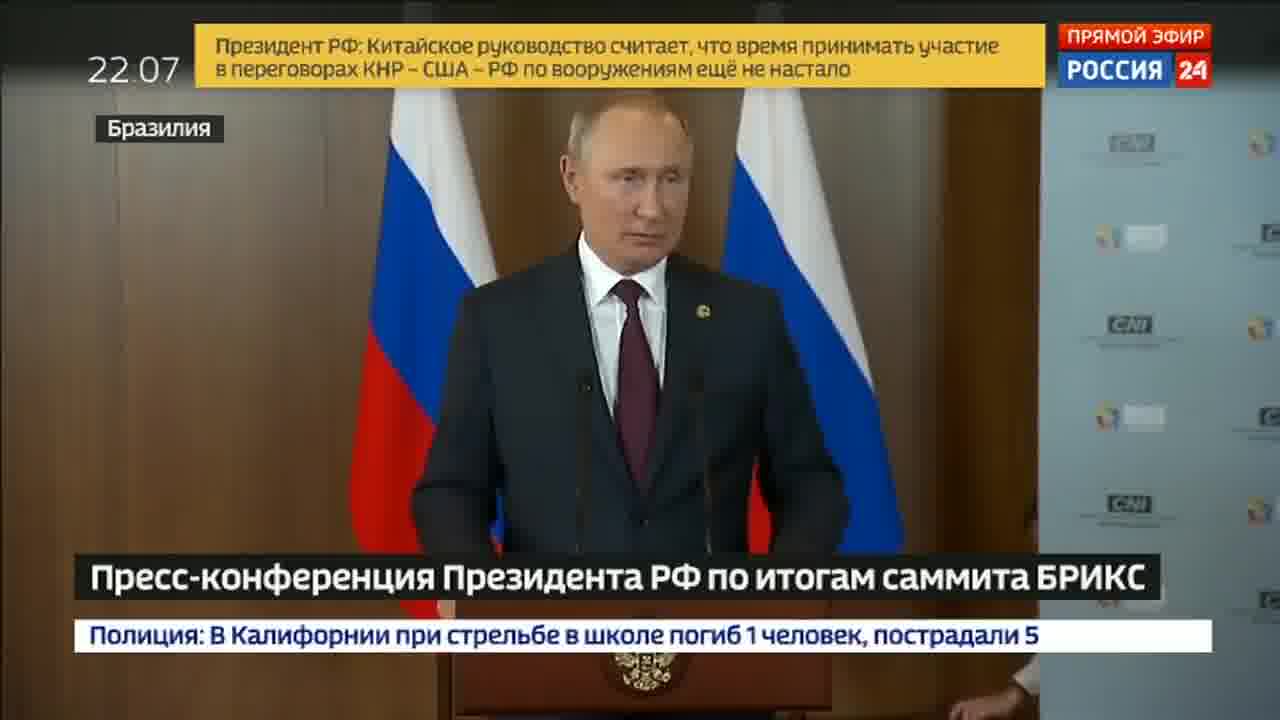 Президент РФ: Китайское руководство считает, что время принимать участие
в переговорах КНР – США – РФ по вооружениям ещё не настало
ПРЯМОЙ ЭФИР
РОССИЯ 24
22.07
Бразилия
CNI
CNI
CNI
Пресс-конференция Президента РФ по итогам саммита БРИКС
Полиция: В Калифорнии при стрельбе в школе погиб 1 человек, пострадали 5